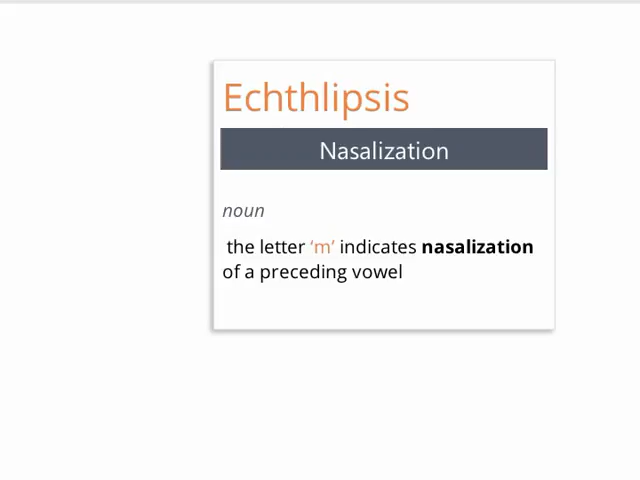 Echthlipsis
Nasalization
noun
the letter ‘m’ indicates nasalization
of a preceding vowel